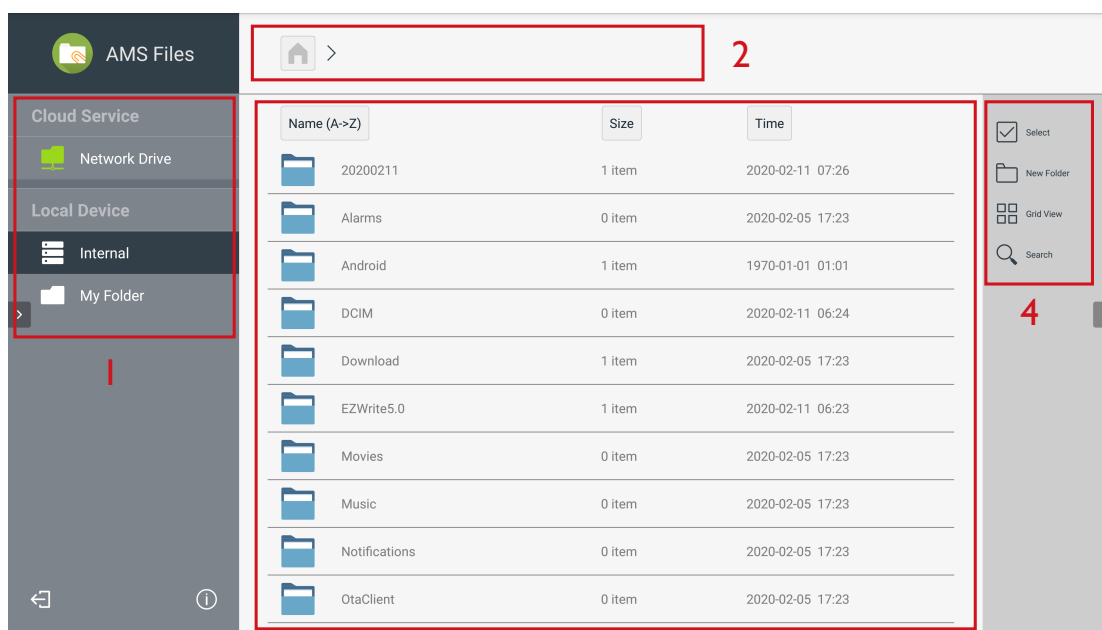 AMS Files
2
Cloud Service
Network Drive
Local Device
Internal
My Folder
1
Name (A->Z) Size Time
20200211 1 item 2020-02-11 07:26
Alarms 0 item 2020-02-05 17:23
Android 1 item 1970-01-01 01:01
DCIM 0 item 2020-02-11 06:24
Download 1 item 2020-02-05 17:23
EZWrite5.0 1 item 2020-02-11 06:23
Movies 0 item 2020-02-05 17:23
Music 0 item 2020-02-05 17:23
Notifications 0 item 2020-02-05 17:23
OtaClient 0 item 2020-02-05 17:23
Select
New Folder
Grid View
Search
4